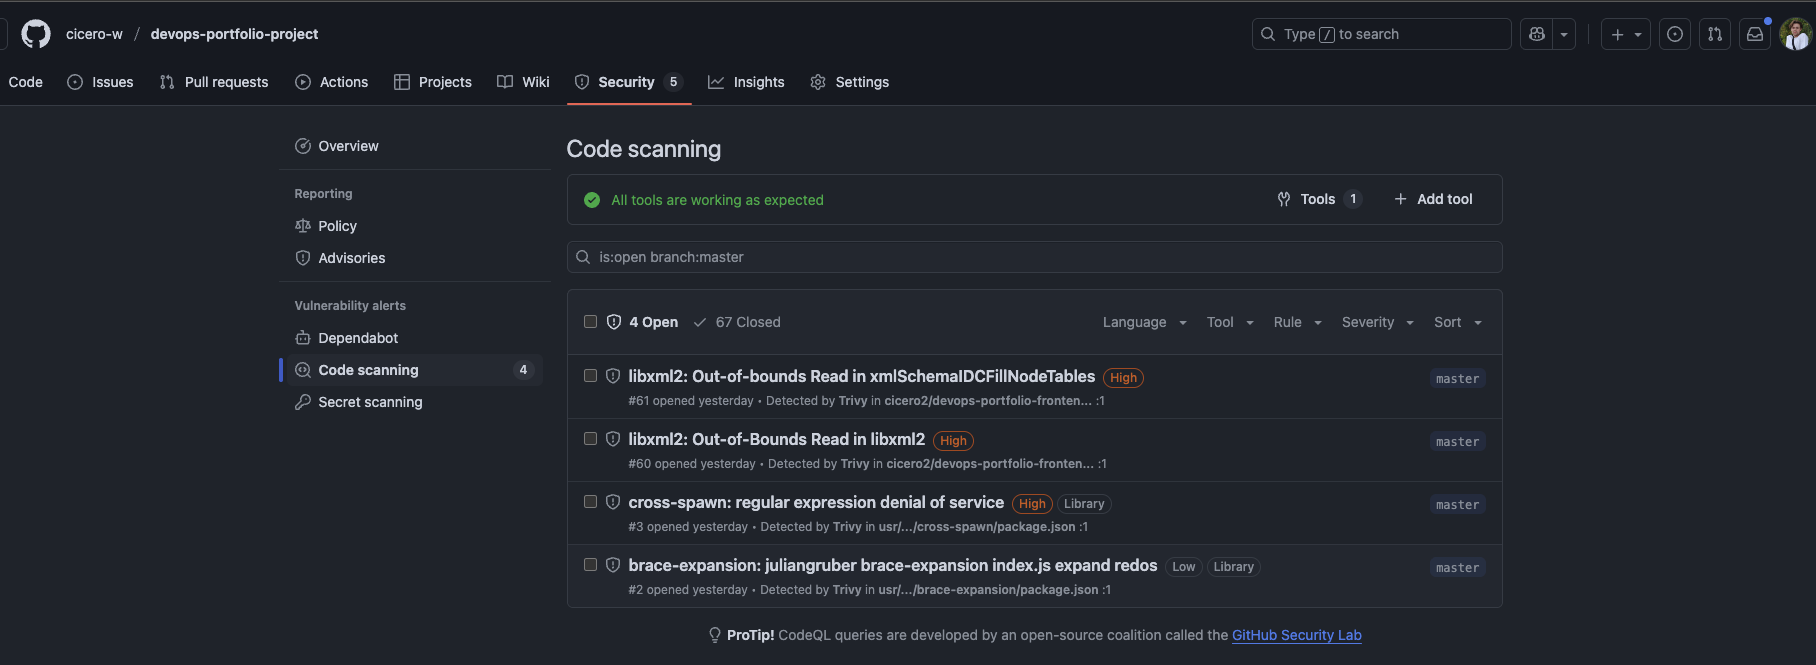 cicero-w / devops-portfolio-project
Type / to search
Code Issues Pull requests Actions Projects Wiki Security 5 Insights Settings
Overview
Reporting
Policy
Advisories
Vulnerability alerts
Dependabot
Code scanning 4
Secret scanning
Code scanning
All tools are working as expected Tools 1 Add tool
is:open branch:master
4 Open 67 Closed Language Tool Rule Severity Sort
libxml2: Out-of-bounds Read in xmlSchemaIDCFillNodeTables High master
#61 opened yesterday • Detected by Trivy in cicero2/devops-portfolio-fronten... :1
libxml2: Out-of-Bounds Read in libxml2 High master
#60 opened yesterday • Detected by Trivy in cicero2/devops-portfolio-fronten... :1
cross-spawn: regular expression denial of service High Library master
#3 opened yesterday • Detected by Trivy in usr/.../cross-spawn/package.json :1
brace-expansion: juliangruber brace-expansion index.js expand redos Low Library master
#2 opened yesterday • Detected by Trivy in usr/.../brace-expansion/package.json :1
ProTip! CodeQL queries are developed by an open-source coalition called the GitHub Security Lab